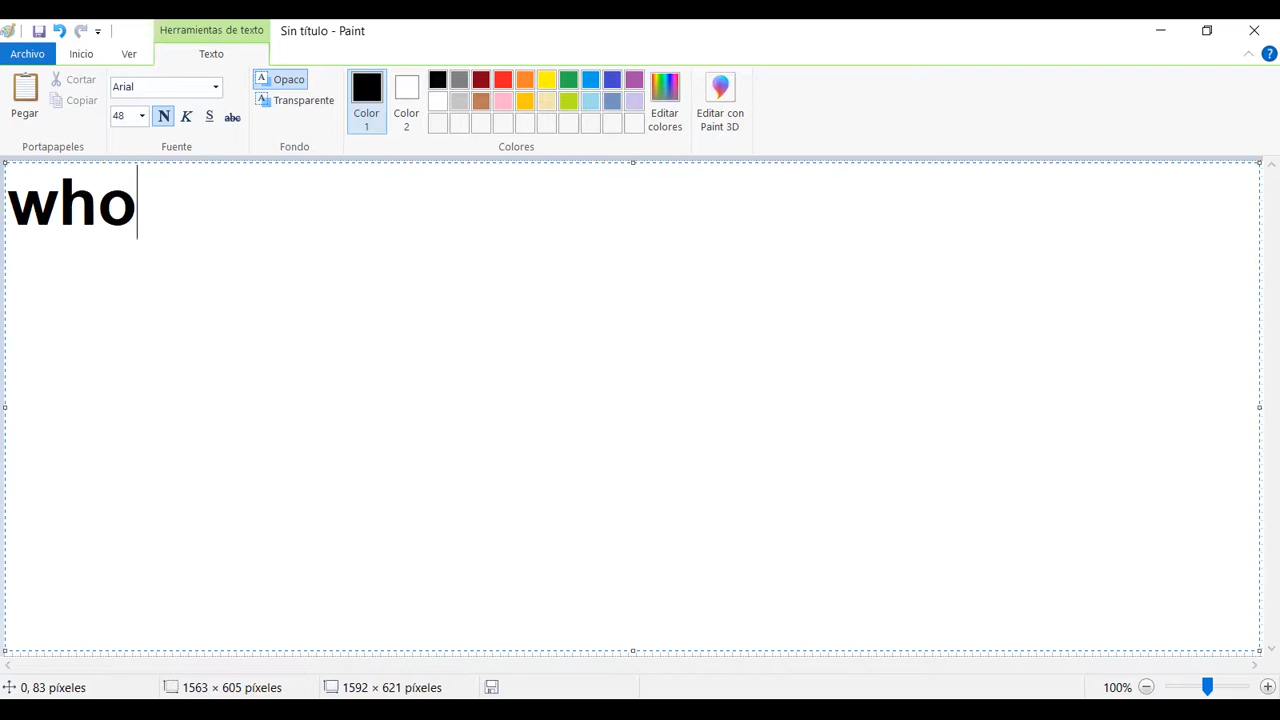 Herramientas de texto Sin título - Paint
Archivo Inicio Ver Texto
Pegar
Cortar
Copiar
Portapapeles
Arial
48 N K S abc
Fuente
A Opaco
A Transparente
Fondo
Color 1
Color 2
Editar colores
Colores
Editar con Paint 3D
who
0, 83 píxeles 1563 × 605 píxeles 1592 × 621 píxeles 100%